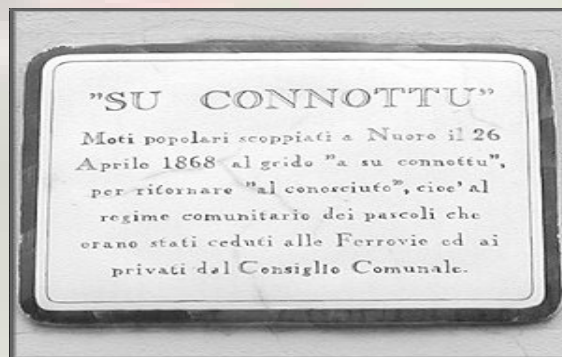 "SU CONNOTTU"
Moti popolari scoppiati a Nuoro il 26
Aprile 1868 al grido "a su connottu",
per ritornare "al conosciuto", cioe' al
regime comunitario dei pascoli che
erano stati ceduti alle Ferrovie ed ai
privati dal Consiglio Comunale.